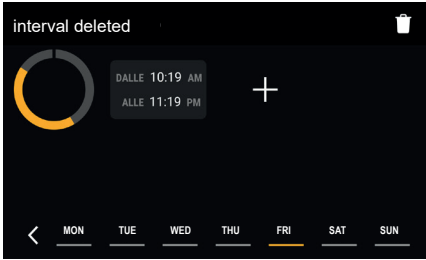 interval deleted
DALLE 10:19 AM
ALLE 11:19 PM
MON TUE WED THU FRI SAT SUN